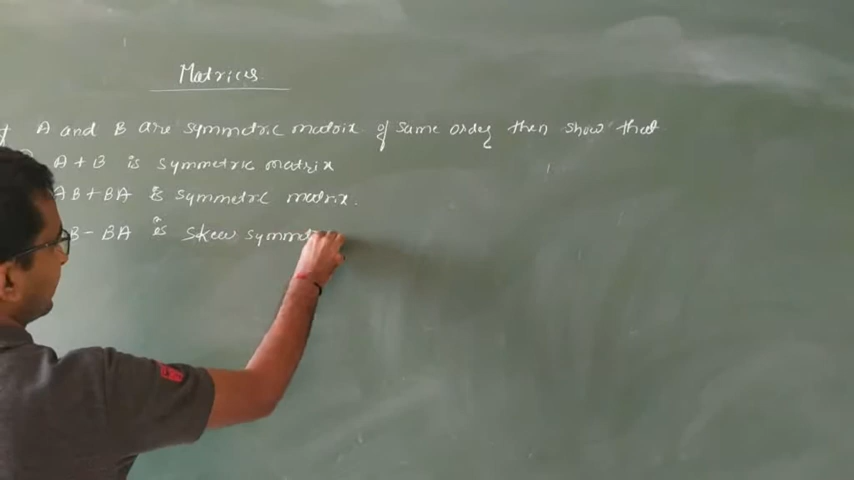 Matrices
A and B are symmetric matrix of same order then show that
A + B is symmetric matrix
AB + BA is symmetric matrix.
B - BA is skew symmet